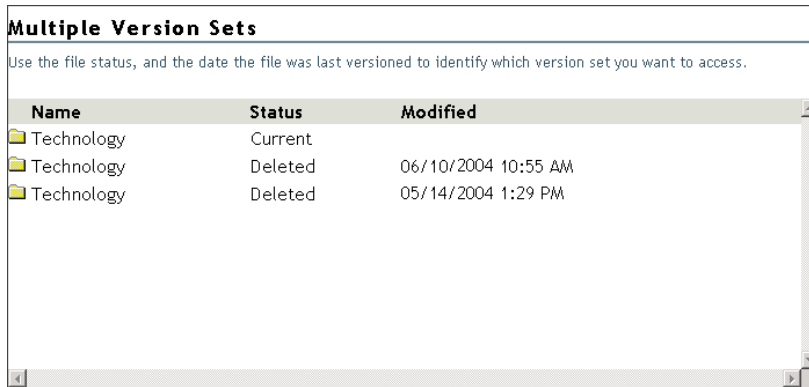 Multiple Version Sets
Use the file status, and the date the file was last versioned to identify which version set you want to access.
Name Status Modified
Technology Current
Technology Deleted 06/10/2004 10:55 AM
Technology Deleted 05/14/2004 1:29 PM